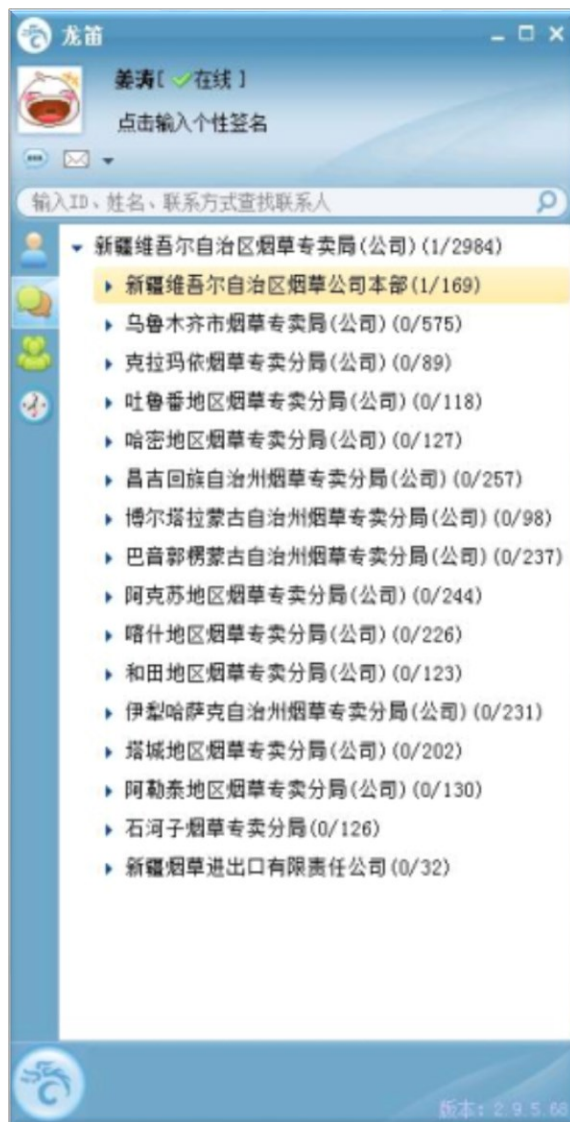 龙笛
姜涛[ 在线 ]
点击输入个性签名
输入ID、姓名、联系方式查找联系人
新疆维吾尔自治区烟草专卖局(公司)(1/2984)
新疆维吾尔自治区烟草公司本部(1/169)
乌鲁木齐市烟草专卖局(公司)(0/575)
克拉玛依烟草专卖分局(公司)(0/89)
吐鲁番地区烟草专卖分局(公司)(0/118)
哈密地区烟草专卖分局(公司)(0/127)
昌吉回族自治州烟草专卖分局(公司)(0/257)
博尔塔拉蒙古自治州烟草专卖分局(公司)(0/98)
巴音郭楞蒙古自治州烟草专卖分局(公司)(0/237)
阿克苏地区烟草专卖分局(公司)(0/244)
喀什地区烟草专卖分局(公司)(0/226)
和田地区烟草专卖分局(公司)(0/123)
伊犁哈萨克自治州烟草专卖分局(公司)(0/231)
塔城地区烟草专卖分局(公司)(0/202)
阿勒泰地区烟草专卖分局(公司)(0/130)
石河子烟草专卖分局(0/126)
新疆烟草进出口有限责任公司(0/32)
版本: 2.9.5.66